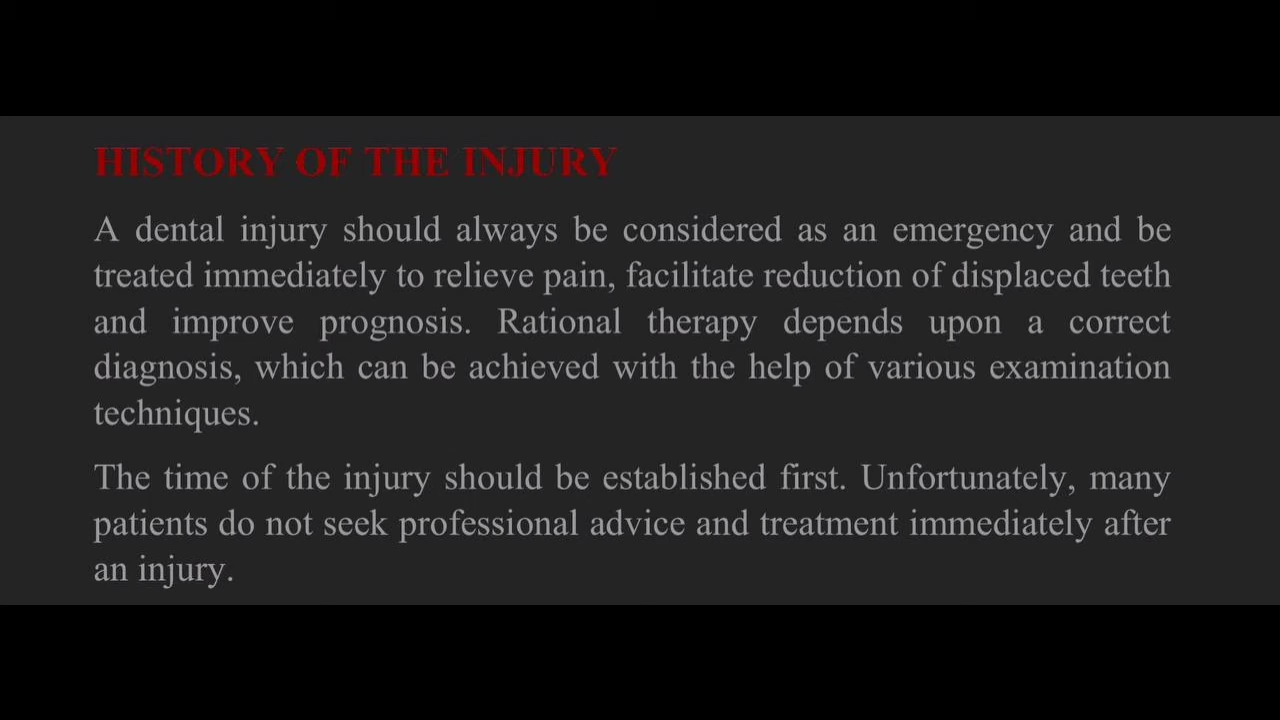 HISTORY OF THE INJURY
A dental injury should always be considered as an emergency and be
treated immediately to relieve pain, facilitate reduction of displaced teeth
and improve prognosis. Rational therapy depends upon a correct
diagnosis, which can be achieved with the help of various examination
techniques.
The time of the injury should be established first. Unfortunately, many
patients do not seek professional advice and treatment immediately after
an injury.